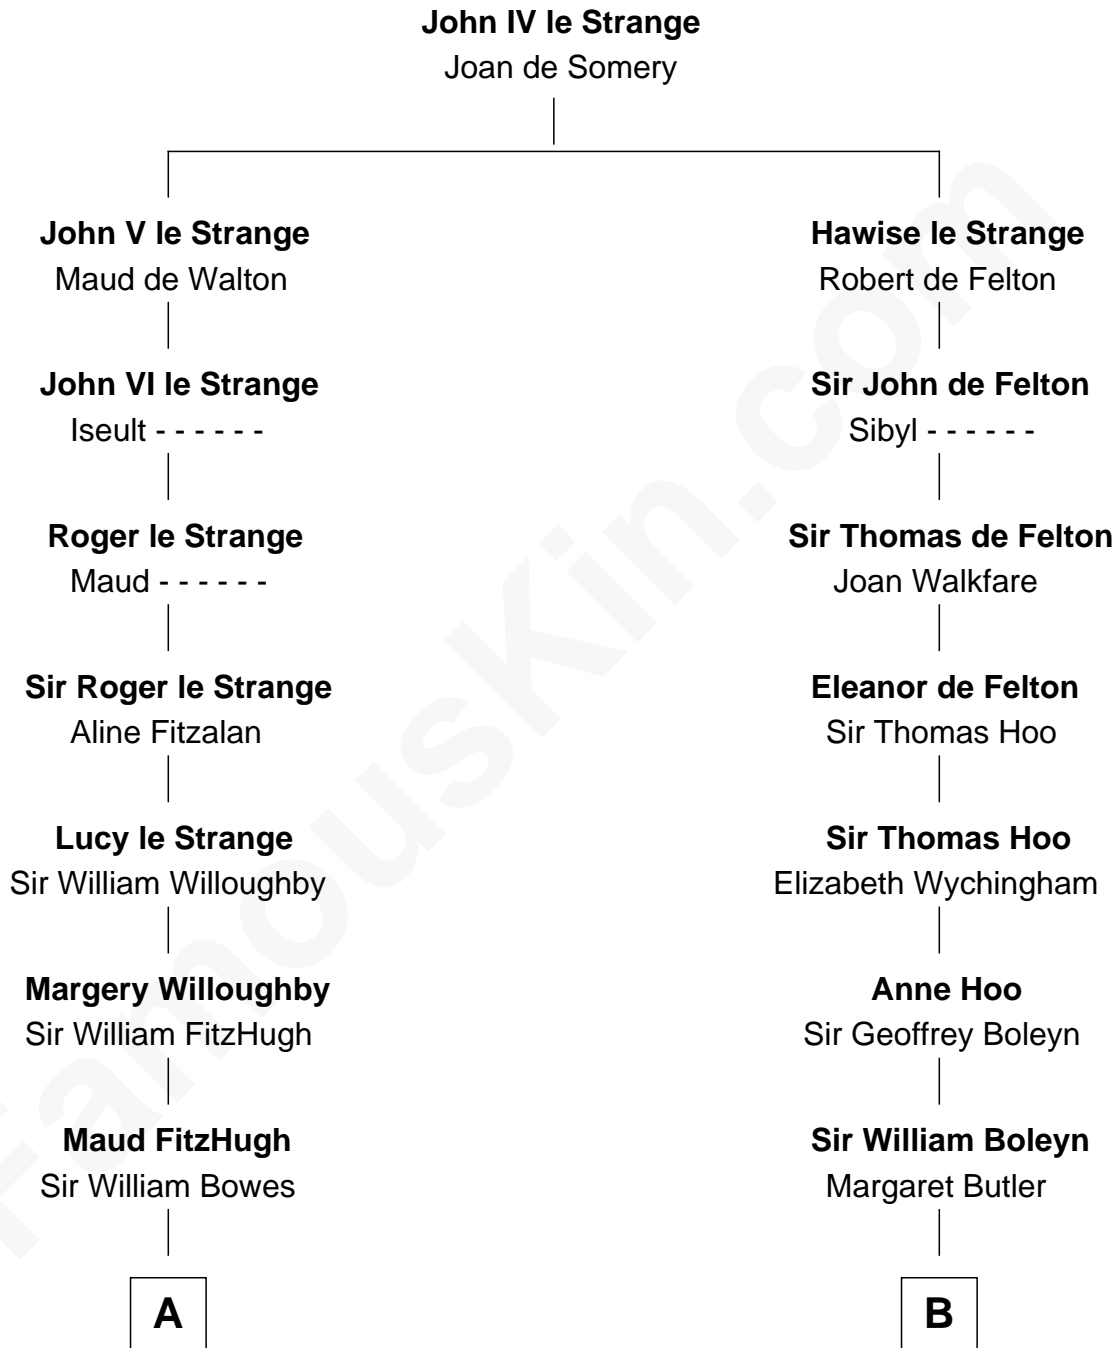 John IV le Strange
Joan de Somery
John V le Strange
Maud de Walton
Hawise le Strange
Robert de Felton
John VI le Strange
Iseult - - - - - -
Sir John de Felton
Sibyl - - - - - -
Roger le Strange
Maud - - - - - -
Sir Thomas de Felton
Joan Walkfare
Sir Roger le Strange
Aline Fitzalan
Eleanor de Felton
Sir Thomas Hoo
Lucy le Strange
Sir William Willoughby
Sir Thomas Hoo
Elizabeth Wychingham
Margery Willoughby
Sir William FitzHugh
Anne Hoo
Sir Geoffrey Boleyn
Maud FitzHugh
Sir William Bowes
Sir William Boleyn
Margaret Butler
A
B
FamousKin.com